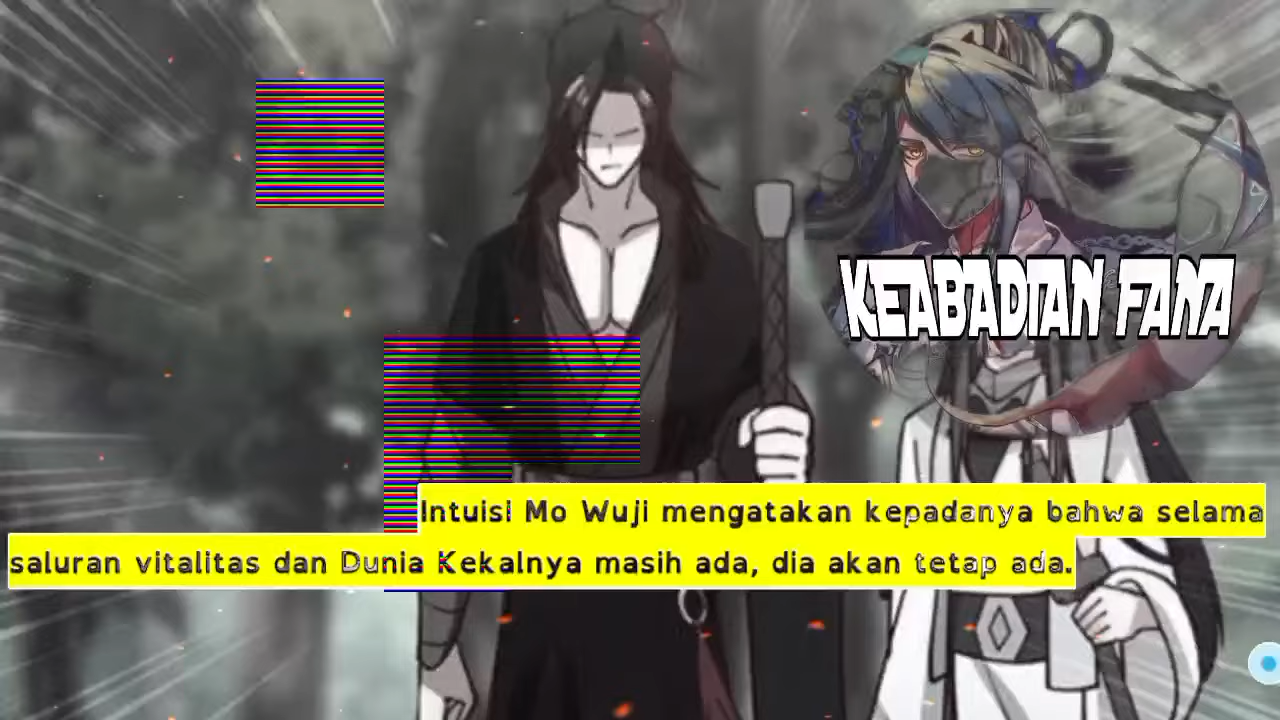 KEABADIAN FANA
Intuisi Mo Wuji mengatakan kepadanya bahwa selama
saluran vitalitas dan Dunia Kekalnya masih ada, dia akan tetap ada.